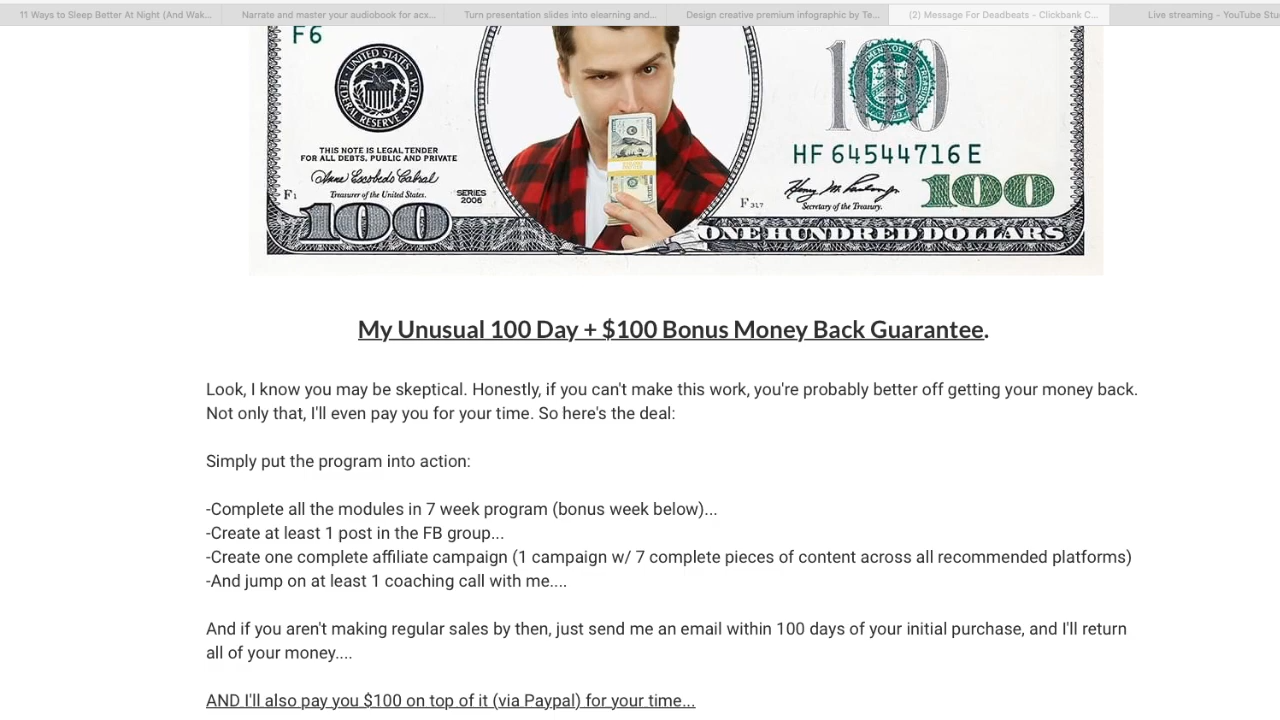 11 Ways to Sleep Better At Night (And Wak...
Narrate and master your audiobook for acx...
Turn presentation slides into elearning and...
Design creative premium infographic by Te...
(2) Message For Deadbeats – Clickbank C...
Live streaming – YouTube Stu
F6
UNITED STATES
FEDERAL RESERVE SYSTEM
THIS NOTE IS LEGAL TENDER
FOR ALL DEBTS, PUBLIC AND PRIVATE
Anna Escobedo Cabral
Treasurer of the United States.
F1
SERIES
2006
100
100
HF 64544716 E
F 317
Secretary of the Treasury.
100
ONE HUNDRED DOLLARS
My Unusual 100 Day + $100 Bonus Money Back Guarantee.
Look, I know you may be skeptical. Honestly, if you can't make this work, you're probably better off getting your money back.
Not only that, I'll even pay you for your time. So here's the deal:
Simply put the program into action:
-Complete all the modules in 7 week program (bonus week below)...
-Create at least 1 post in the FB group...
-Create one complete affiliate campaign (1 campaign w/ 7 complete pieces of content across all recommended platforms)
-And jump on at least 1 coaching call with me....
And if you aren't making regular sales by then, just send me an email within 100 days of your initial purchase, and I'll return
all of your money....
AND I'll also pay you $100 on top of it (via Paypal) for your time...